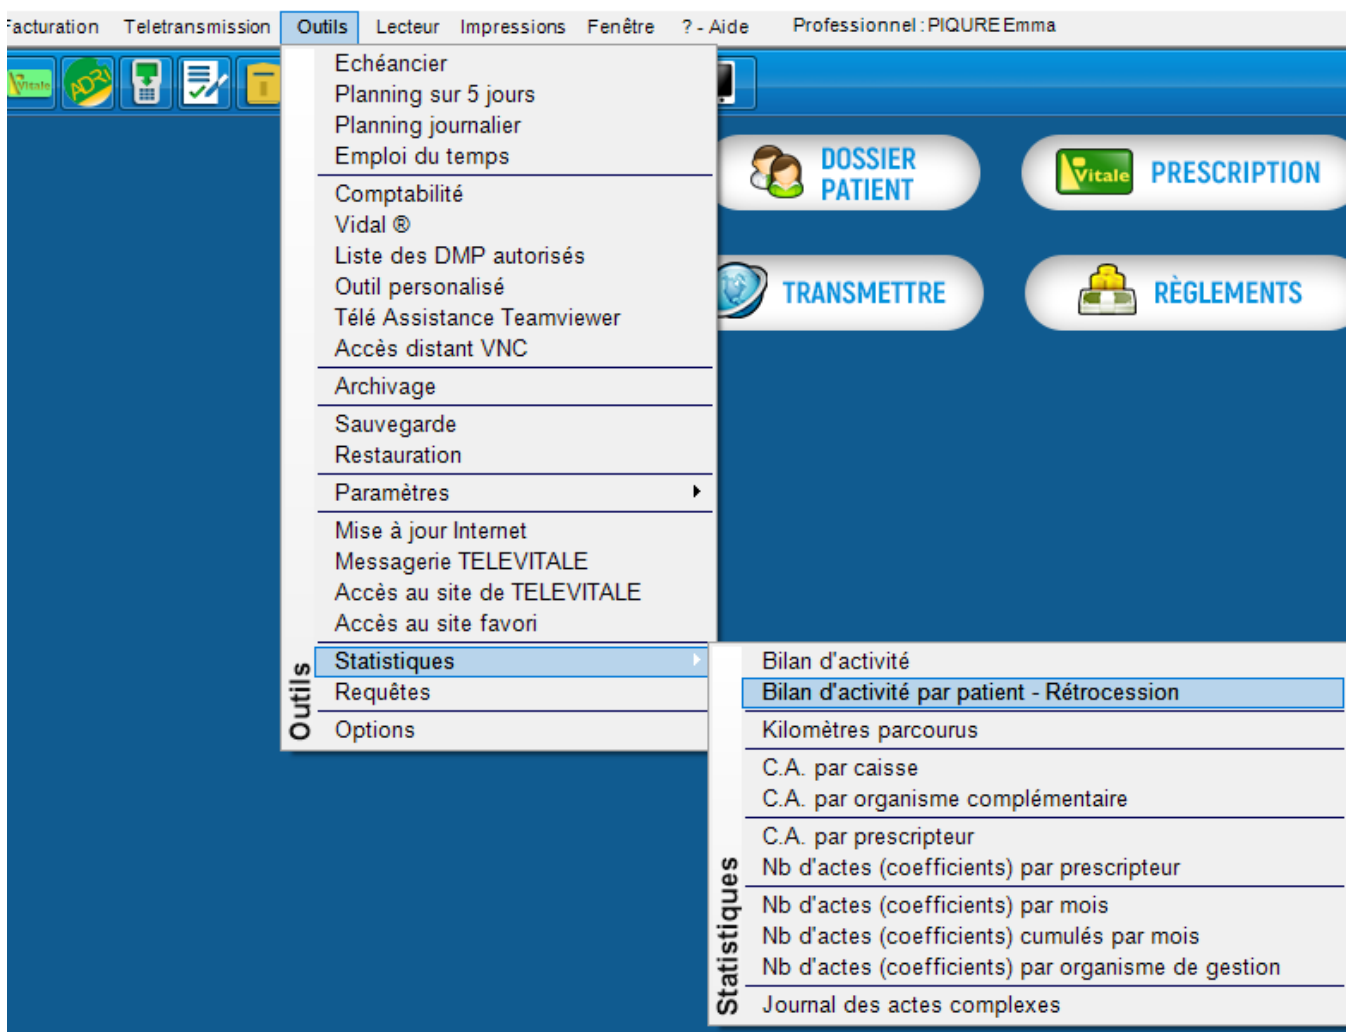 Facturation Teletransmission Outils Lecteur Impressions Fenêtre ? - Aide Professionnel : PIQURE Emma
Vitale ADRI
Echéancier
Planning sur 5 jours
Planning journalier
Emploi du temps
Comptabilité
Vidal ®
Liste des DMP autorisés
Outil personalisé
Télé Assistance Teamviewer
Accès distant VNC
Archivage
Sauvegarde
Restauration
Paramètres
Mise à jour Internet
Messagerie TELEVITALE
Accès au site de TELEVITALE
Accès au site favori
Statistiques
Requêtes
Options
Outils
DOSSIER
PATIENT
Vitale PRESCRIPTION
TRANSMETTRE
RÈGLEMENTS
Bilan d'activité
Bilan d'activité par patient - Rétrocession
Kilomètres parcourus
C.A. par caisse
C.A. par organisme complémentaire
C.A. par prescripteur
Nb d'actes (coefficients) par prescripteur
Nb d'actes (coefficients) par mois
Nb d'actes (coefficients) cumulés par mois
Nb d'actes (coefficients) par organisme de gestion
Journal des actes complexes
Statistiques